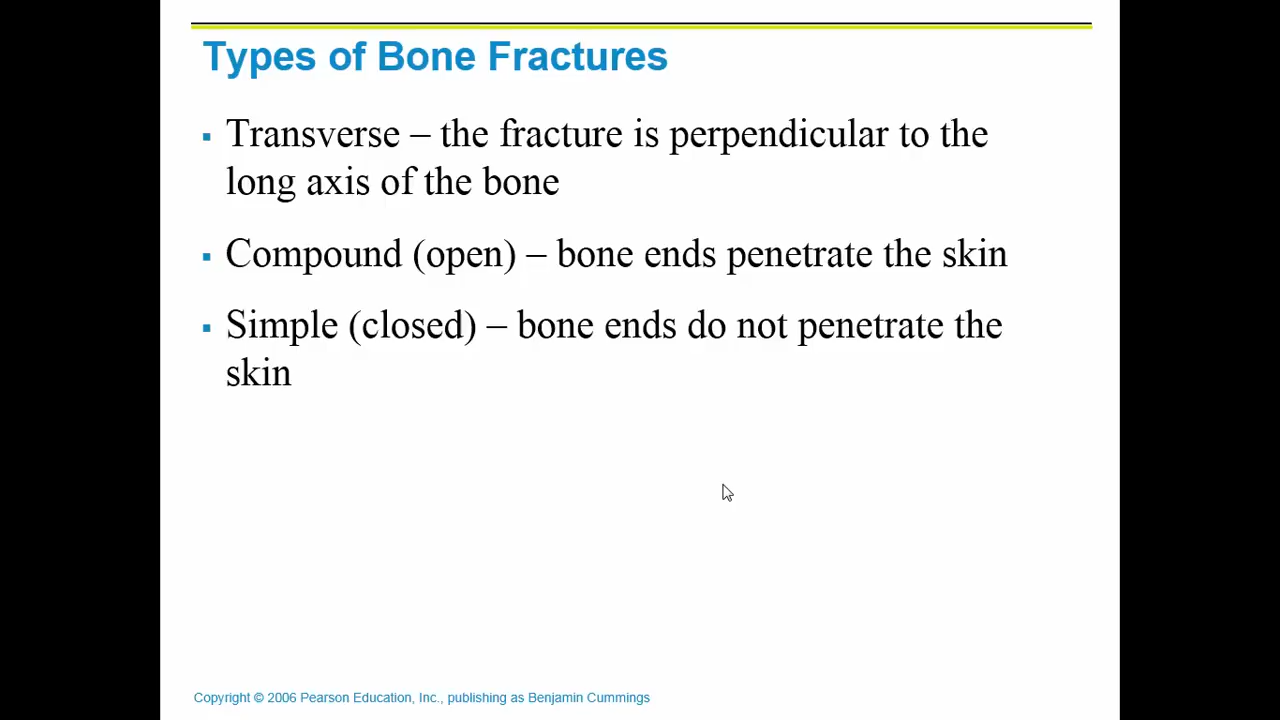 Types of Bone Fractures
▪ Transverse – the fracture is perpendicular to the
long axis of the bone
▪ Compound (open) – bone ends penetrate the skin
▪ Simple (closed) – bone ends do not penetrate the
skin
Copyright © 2006 Pearson Education, Inc., publishing as Benjamin Cummings